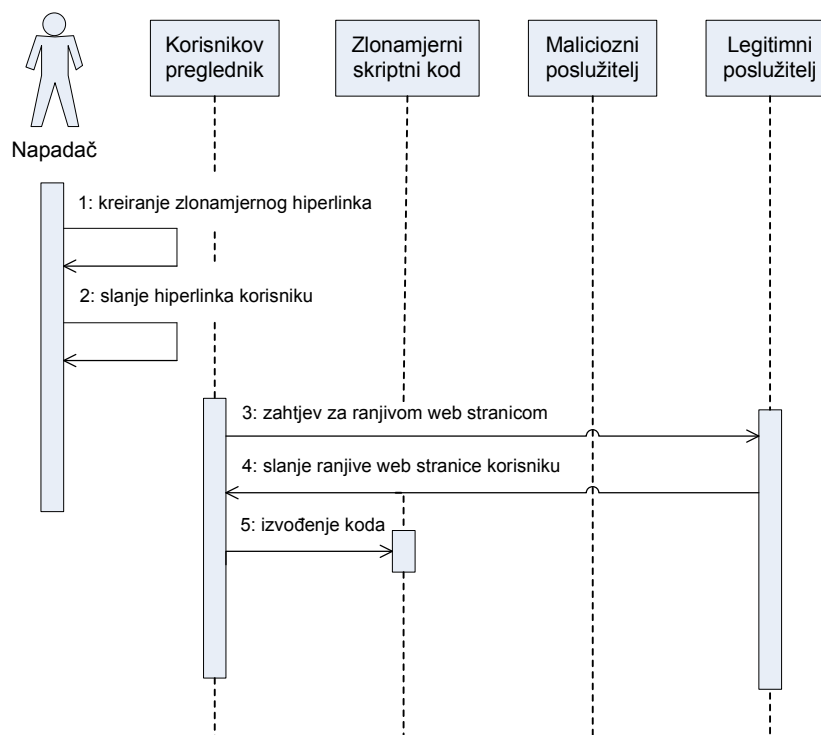 Korisnikov
preglednik
Zlonamjerni
skriptni kod
Maliciozni
poslužitelj
Legitimni
poslužitelj
Napadač
1: kreiranje zlonamjernog hiperlinka
2: slanje hiperlinka korisniku
3: zahtjev za ranjivom web stranicom
4: slanje ranjive web stranice korisniku
5: izvođenje koda